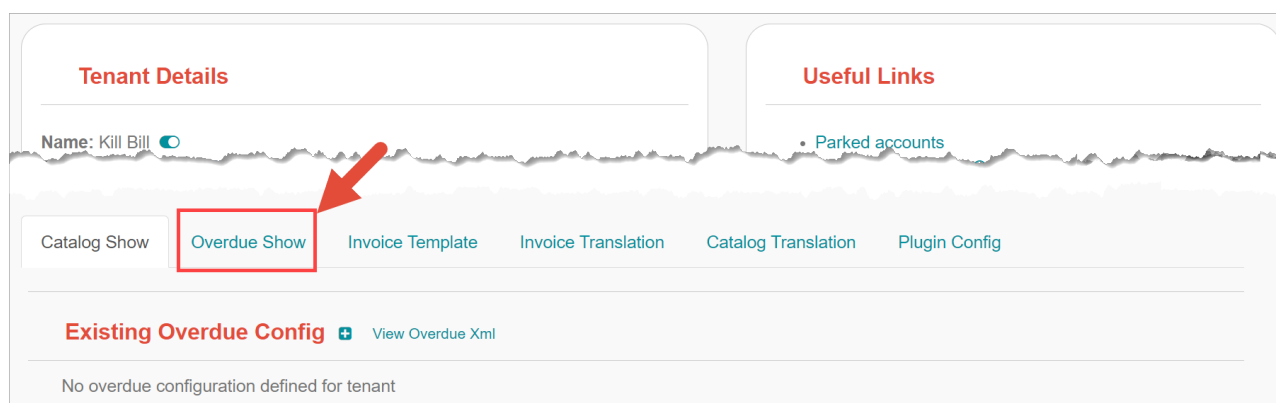 Tenant Details
Useful Links
Name: Kill Bill
• Parked accounts
Catalog Show Overdue Show Invoice Template Invoice Translation Catalog Translation Plugin Config
Existing Overdue Config View Overdue Xml
No overdue configuration defined for tenant